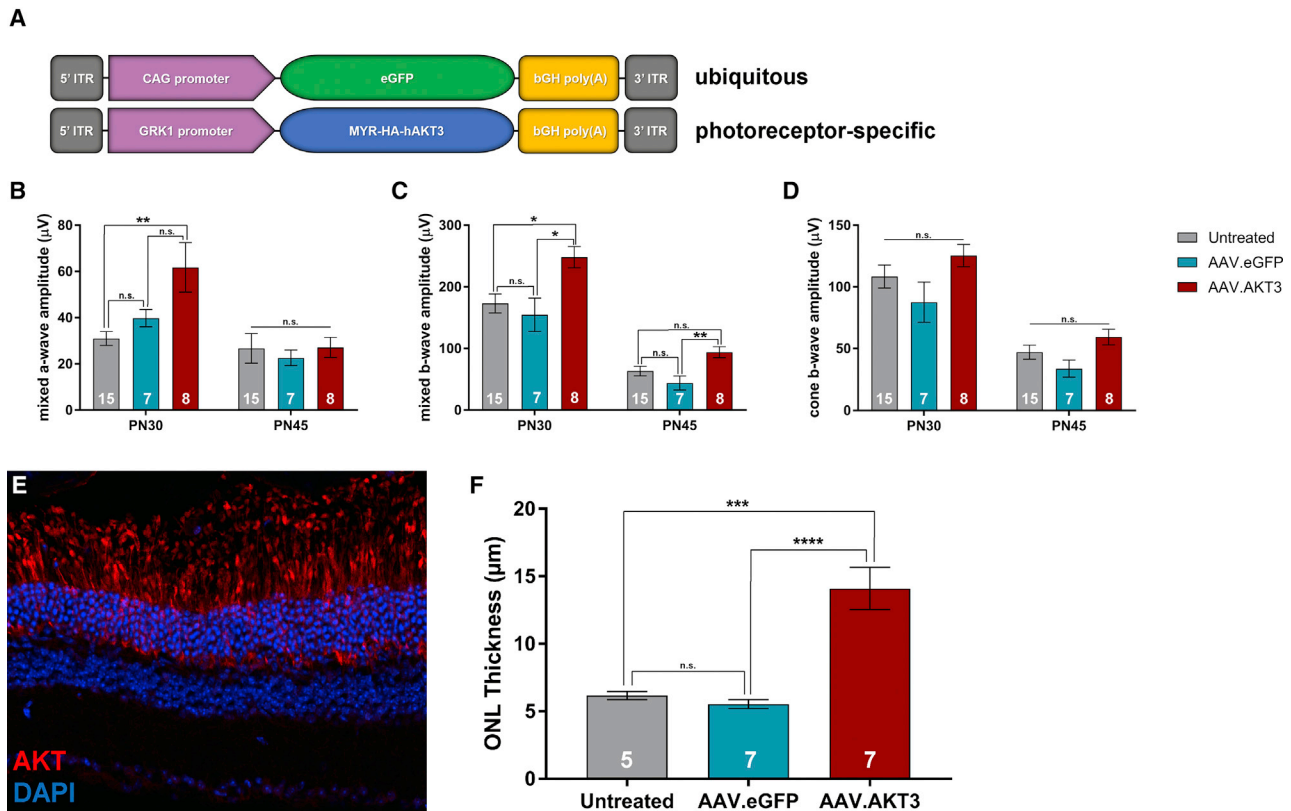 A
5' ITR CAG promoter eGFP bGH poly(A) 3' ITR ubiquitous
5' ITR GRK1 promoter MYR-HA-hAKT3 bGH poly(A) 3' ITR photoreceptor-specific
B
mixed a-wave amplitude (µV)
80
60
40
20
0
**
n.s.
n.s.
n.s.
15 7 8 15 7 8
PN30 PN45
C
mixed b-wave amplitude (µV)
300
200
100
0
*
*
n.s.
n.s.
n.s.
**
15 7 8 15 7 8
PN30 PN45
D
cone b-wave amplitude (µV)
150
100
50
0
n.s.
n.s.
15 7 8 15 7 8
PN30 PN45
Untreated
AAV.eGFP
AAV.AKT3
E
AKT
DAPI
F
ONL Thickness (µm)
20
15
10
5
0
***
****
n.s.
5 7 7
Untreated AAV.eGFP AAV.AKT3